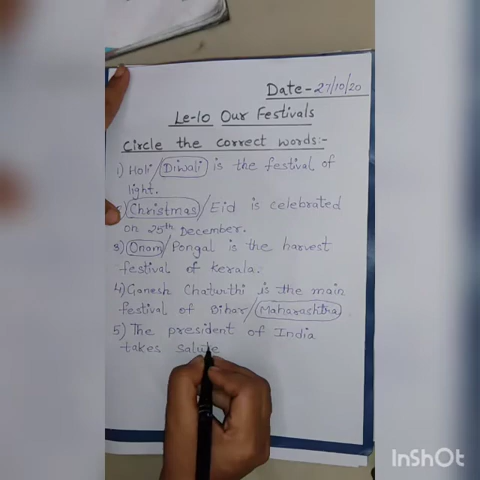 Date-27/10/20
Le-10 Our Festivals
Circle the correct words:-
1) Holi/Diwali is the festival of
light.
2) Christmas/Eid is celebrated
on 25th December.
3) Onam/Pongal is the harvest
festival of kerala.
4) Ganesh Chaturthi is the main
festival of Bihar/Maharashtra.
5) The president of India
takes salute
InShOt